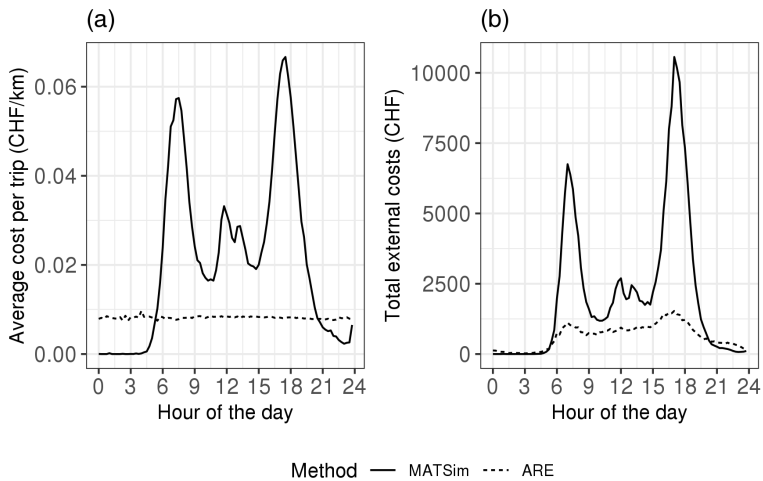 (a)
Average cost per trip (CHF/km)
0.06
0.04
0.02
0.00
0 3 6 9 12 15 18 21 24
Hour of the day
(b)
Total external costs (CHF)
10000
7500
5000
2500
0
0 3 6 9 12 15 18 21 24
Hour of the day
Method MATSim ARE